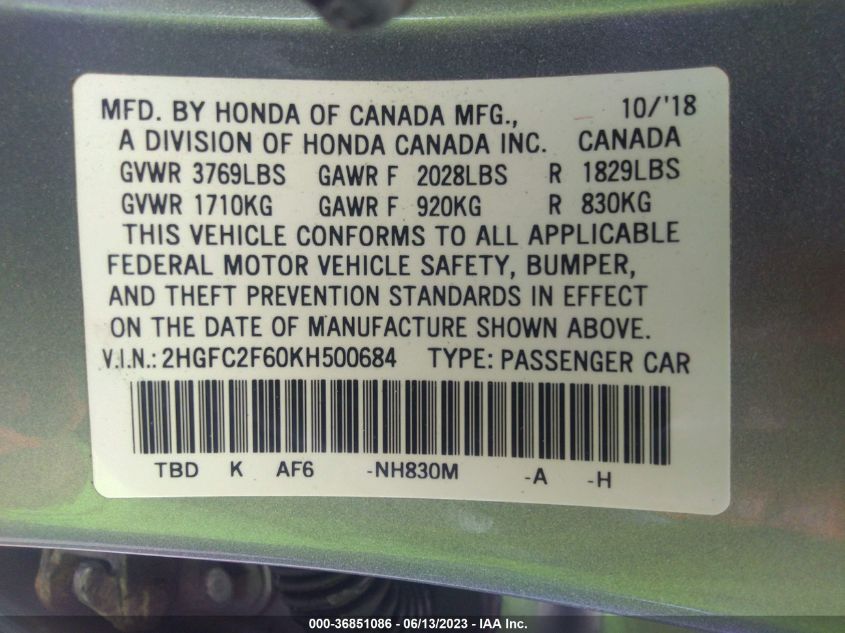 MFD. BY HONDA OF CANADA MFG., 10/'18
A DIVISION OF HONDA CANADA INC. CANADA
GVWR 3769LBS GAWR F 2028LBS R 1829LBS
GVWR 1710KG GAWR F 920KG R 830KG
THIS VEHICLE CONFORMS TO ALL APPLICABLE
FEDERAL MOTOR VEHICLE SAFETY, BUMPER,
AND THEFT PREVENTION STANDARDS IN EFFECT
ON THE DATE OF MANUFACTURE SHOWN ABOVE.
V.I.N.: 2HGFC2F60KH500684 TYPE: PASSENGER CAR
TBD K AF6 -NH830M -A -H
000-36851086 - 06/13/2023 - IAA Inc.